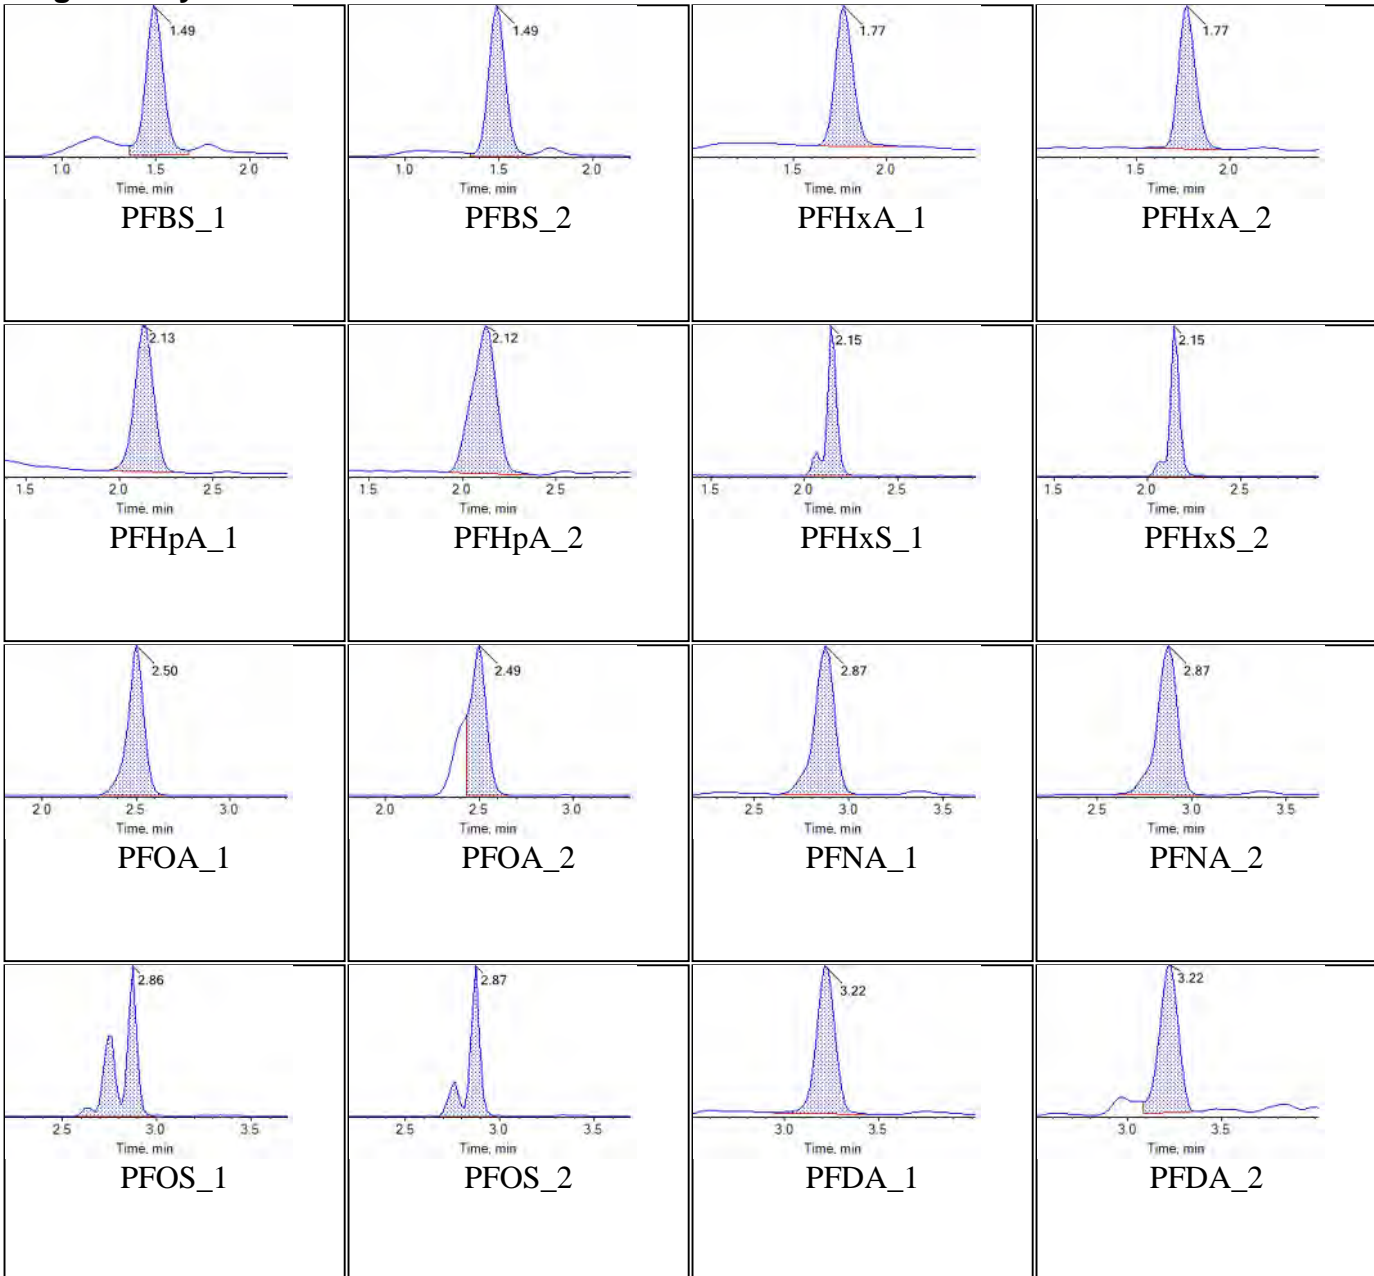 1.49 1.49 1.77 1.77
1.0 1.5 2.0 1.0 1.5 2.0 1.5 2.0 1.5 2.0
Time, min Time, min Time, min Time, min
PFBS_1 PFBS_2 PFHxA_1 PFHxA_2
2.13 2.12 2.15 2.15
1.5 2.0 2.5 1.5 2.0 2.5 1.5 2.0 2.5 1.5 2.0 2.5
Time, min Time, min Time, min Time, min
PFHpA_1 PFHpA_2 PFHxS_1 PFHxS_2
2.50 2.49 2.87 2.87
2.0 2.5 3.0 2.0 2.5 3.0 2.5 3.0 3.5 2.5 3.0 3.5
Time, min Time, min Time, min Time, min
PFOA_1 PFOA_2 PFNA_1 PFNA_2
2.86 2.87 3.22 3.22
2.5 3.0 3.5 2.5 3.0 3.5 3.0 3.5 3.0 3.5
Time, min Time, min Time, min Time, min
PFOS_1 PFOS_2 PFDA_1 PFDA_2